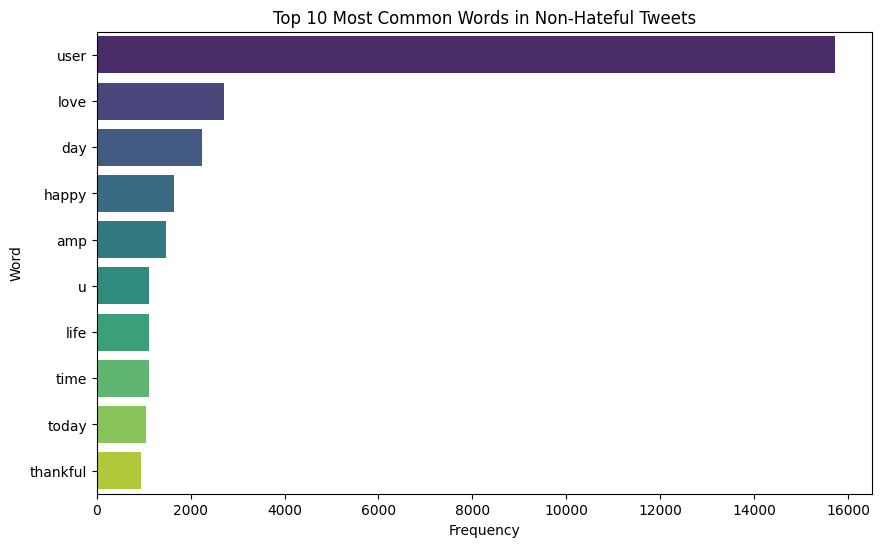 Top 10 Most Common Words in Non-Hateful Tweets
Word
user
love
day
happy
amp
u
life
time
today
thankful
0 2000 4000 6000 8000 10000 12000 14000 16000
Frequency